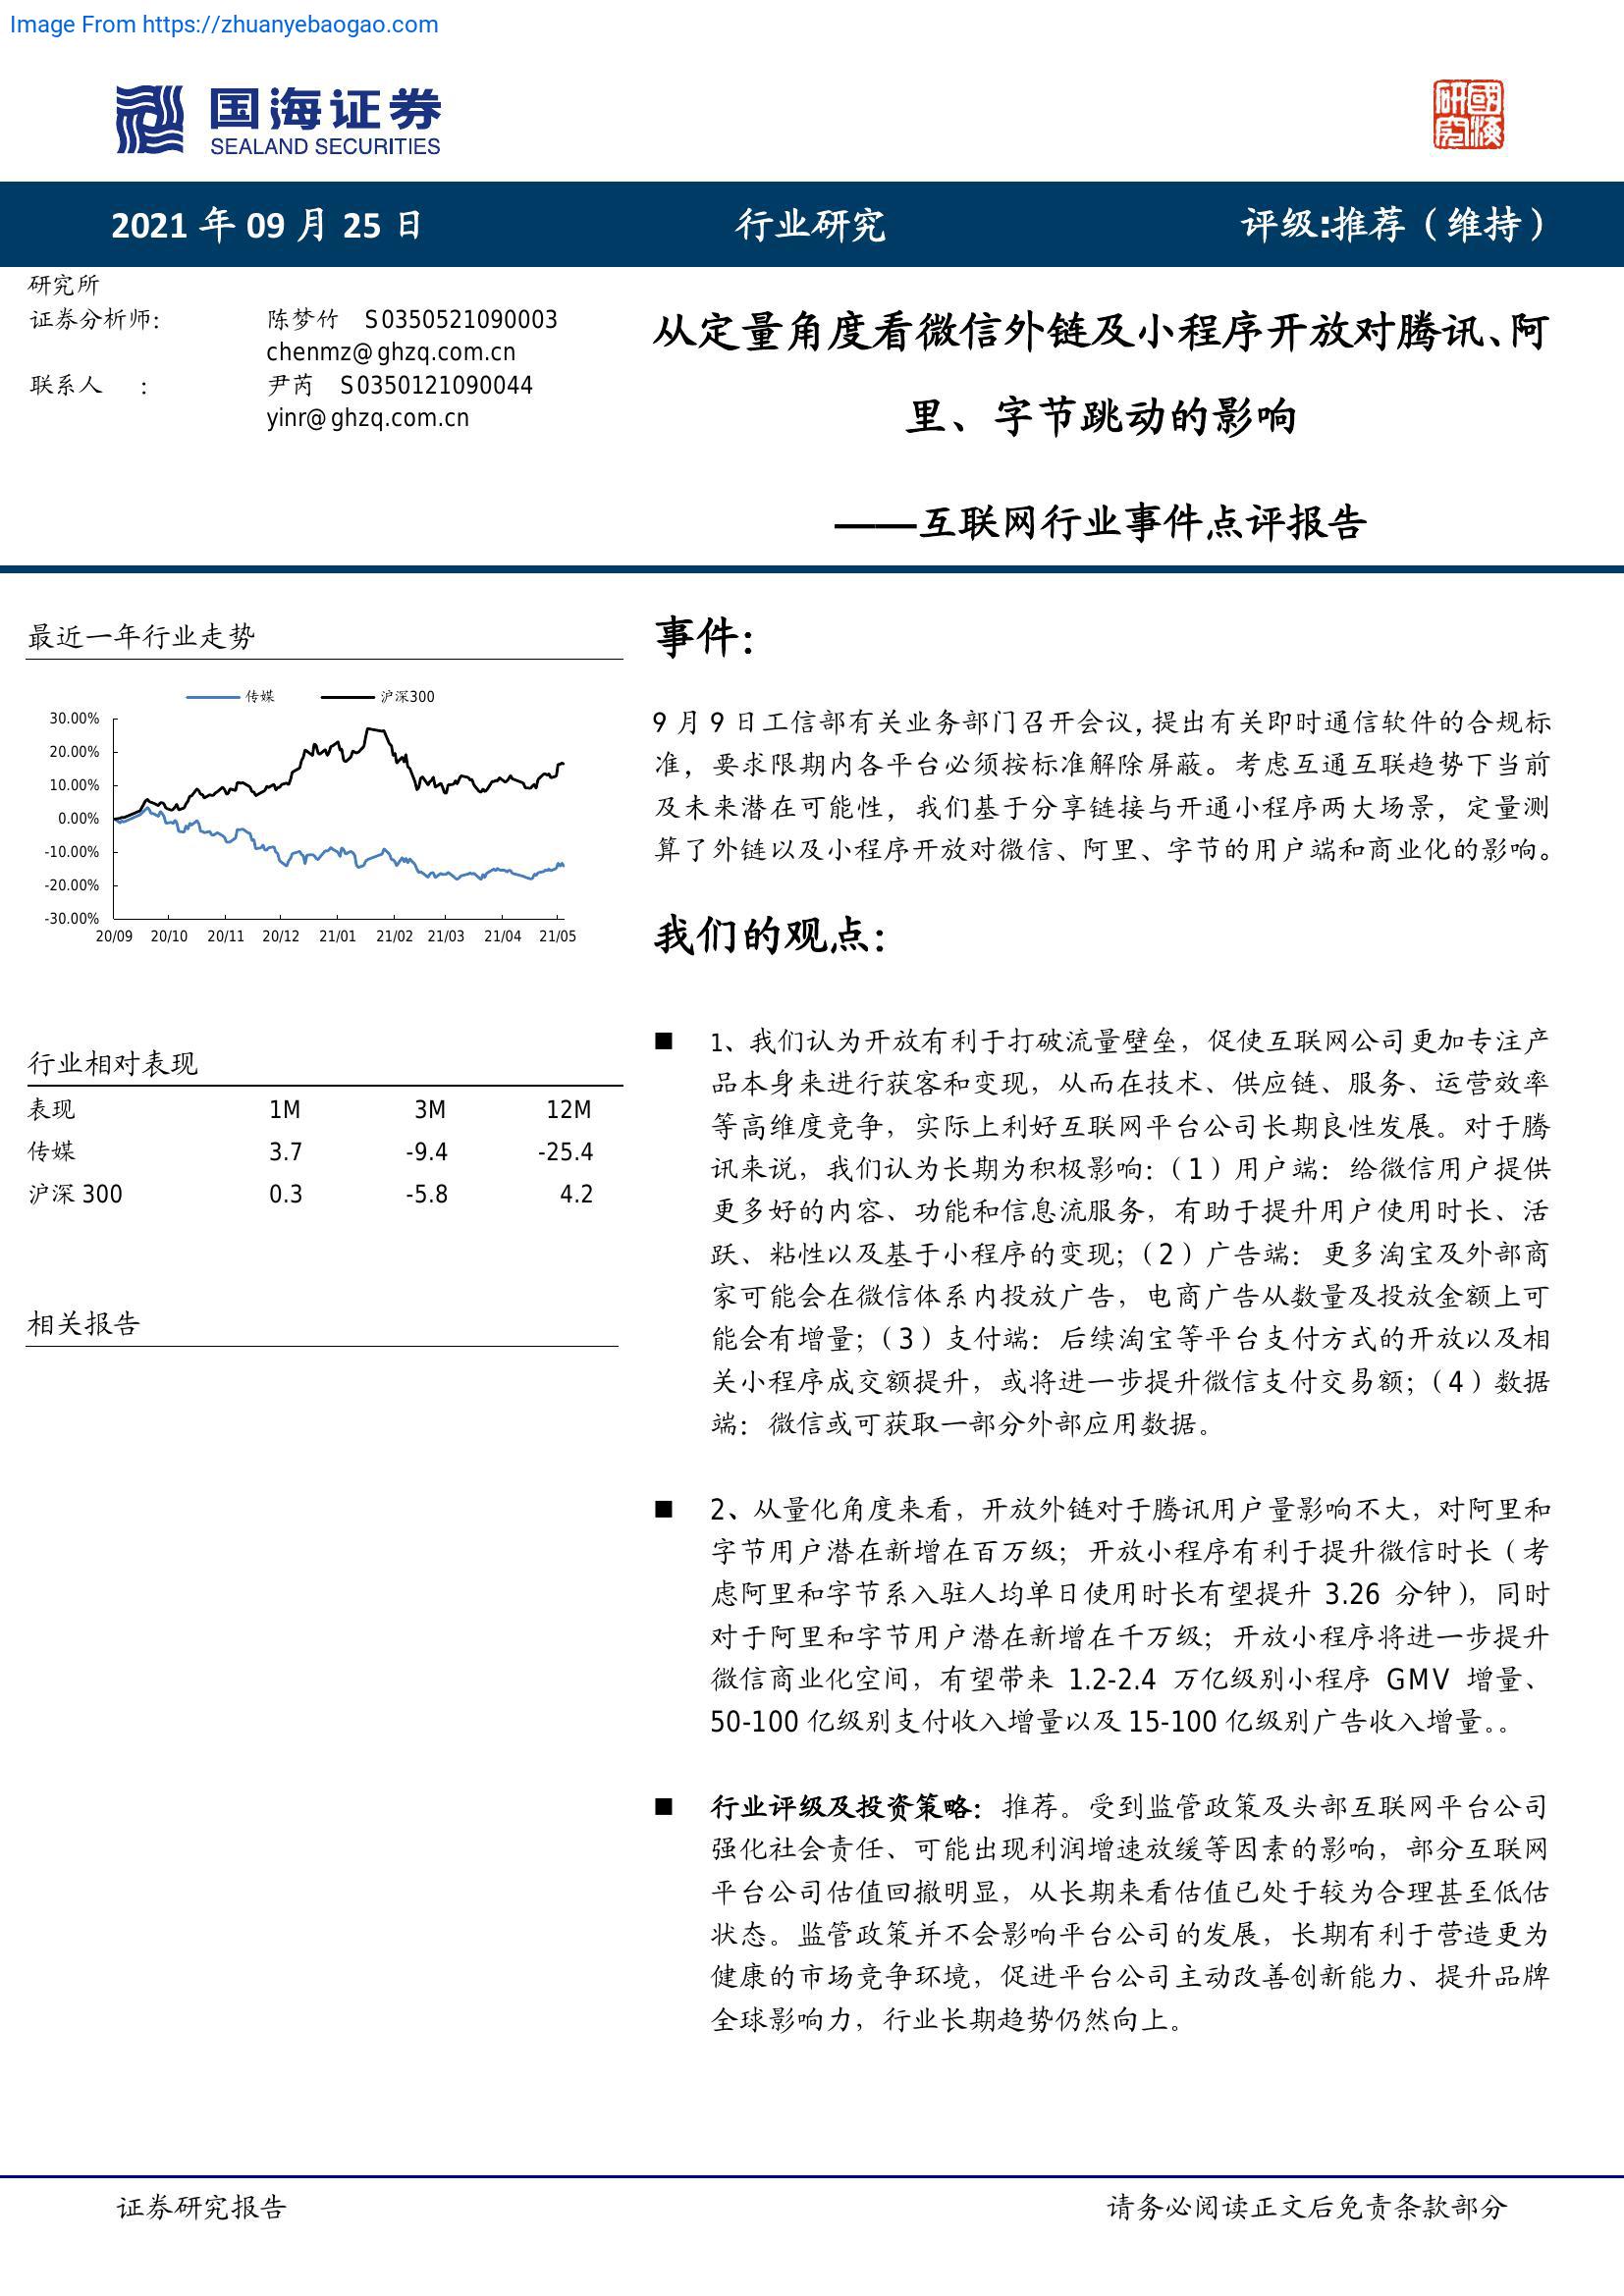 Image From https://zhuanyebaogao.com
国海证券
SEALAND SECURITIES
研國
究海
2021 年 09 月 25 日
行业研究
评级:推荐（维持）
研究所
证券分析师: 陈梦竹 S0350521090003
chenmz@ghzq.com.cn
联系人 : 尹芮 S0350121090044
yinr@ghzq.com.cn
从定量角度看微信外链及小程序开放对腾讯、阿
里、字节跳动的影响
——互联网行业事件点评报告
最近一年行业走势
传媒 沪深300
30.00%
20.00%
10.00%
0.00%
-10.00%
-20.00%
-30.00%
20/09 20/10 20/11 20/12 21/01 21/02 21/03 21/04 21/05
行业相对表现
表现 1M 3M 12M
传媒 3.7 -9.4 -25.4
沪深 300 0.3 -5.8 4.2
相关报告
事件：
9 月 9 日工信部有关业务部门召开会议，提出有关即时通信软件的合规标
准，要求限期内各平台必须按标准解除屏蔽。考虑互通互联趋势下当前
及未来潜在可能性，我们基于分享链接与开通小程序两大场景，定量测
算了外链以及小程序开放对微信、阿里、字节的用户端和商业化的影响。
我们的观点：
■ 1、我们认为开放有利于打破流量壁垒，促使互联网公司更加专注产
品本身来进行获客和变现，从而在技术、供应链、服务、运营效率
等高维度竞争，实际上利好互联网平台公司长期良性发展。对于腾
讯来说，我们认为长期为积极影响：（1）用户端：给微信用户提供
更多好的内容、功能和信息流服务，有助于提升用户使用时长、活
跃、粘性以及基于小程序的变现；（2）广告端：更多淘宝及外部商
家可能会在微信体系内投放广告，电商广告从数量及投放金额上可
能会有增量；（3）支付端：后续淘宝等平台支付方式的开放以及相
关小程序成交额提升，或将进一步提升微信支付交易额；（4）数据
端：微信或可获取一部分外部应用数据。
■ 2、从量化角度来看，开放外链对于腾讯用户量影响不大，对阿里和
字节用户潜在新增在百万级；开放小程序有利于提升微信时长（考
虑阿里和字节系入驻人均单日使用时长有望提升 3.26 分钟），同时
对于阿里和字节用户潜在新增在千万级；开放小程序将进一步提升
微信商业化空间，有望带来 1.2-2.4 万亿级别小程序 GMV 增量、
50-100 亿级别支付收入增量以及 15-100 亿级别广告收入增量。。
■ 行业评级及投资策略：推荐。受到监管政策及头部互联网平台公司
强化社会责任、可能出现利润增速放缓等因素的影响，部分互联网
平台公司估值回撤明显，从长期来看估值已处于较为合理甚至低估
状态。监管政策并不会影响平台公司的发展，长期有利于营造更为
健康的市场竞争环境，促进平台公司主动改善创新能力、提升品牌
全球影响力，行业长期趋势仍然向上。
证券研究报告
请务必阅读正文后免责条款部分